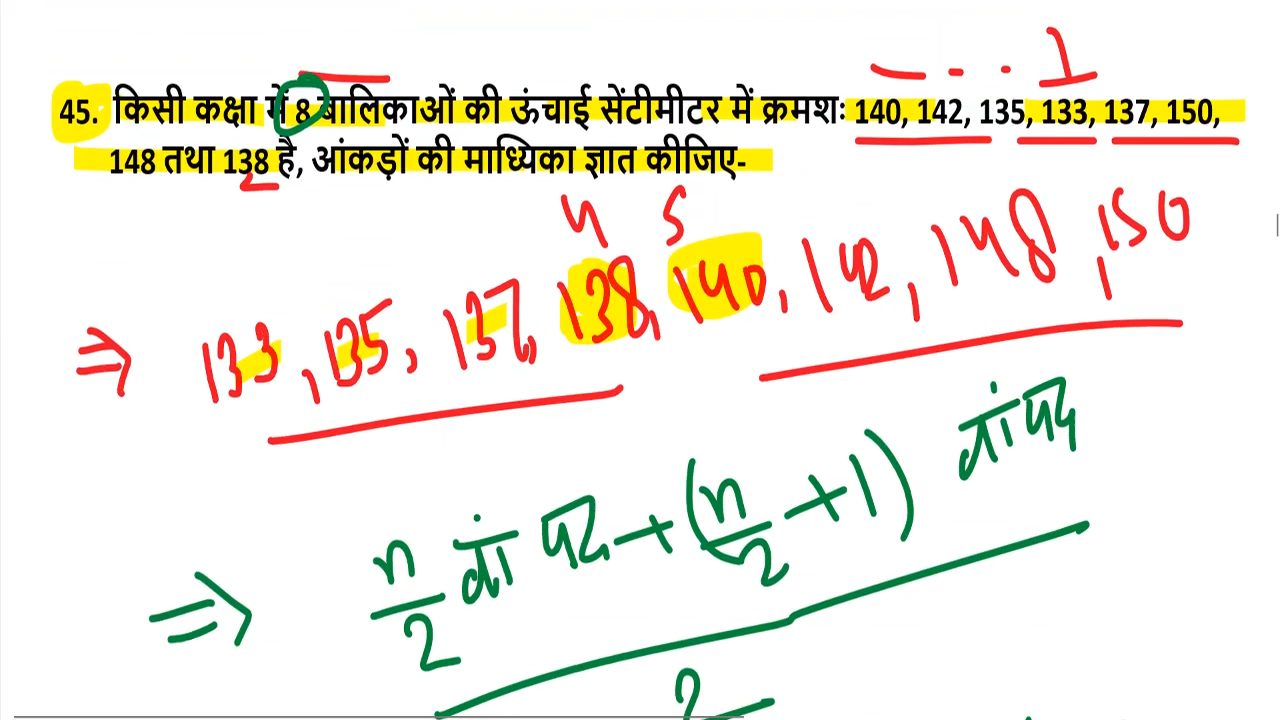 45. किसी कक्षा में 8 बालिकाओं की ऊंचाई सेंटीमीटर में क्रमशः 140, 142, 135, 133, 137, 150,
148 तथा 138 है, आंकड़ों की माध्यिका ज्ञात कीजिए-
4 5
⇒ 133, 135, 137, 138, 140, 142, 148, 150
⇒ n/2 वां पद + (n/2 + 1) वां पद
2